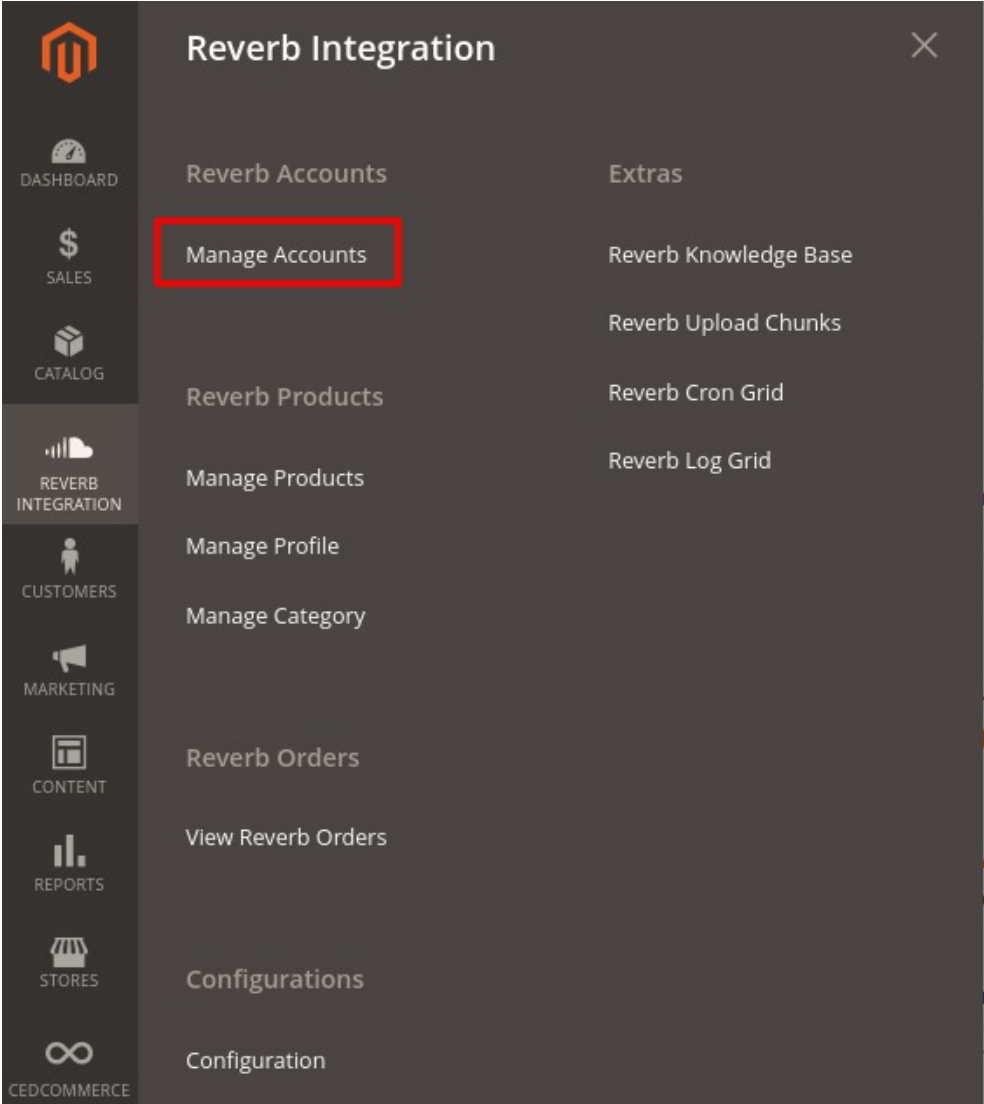 Reverb Integration
DASHBOARD
SALES
CATALOG
REVERB
INTEGRATION
CUSTOMERS
MARKETING
CONTENT
REPORTS
STORES
CEDCOMMERCE
Reverb Accounts
Manage Accounts
Reverb Products
Manage Products
Manage Profile
Manage Category
Reverb Orders
View Reverb Orders
Configurations
Configuration
Extras
Reverb Knowledge Base
Reverb Upload Chunks
Reverb Cron Grid
Reverb Log Grid